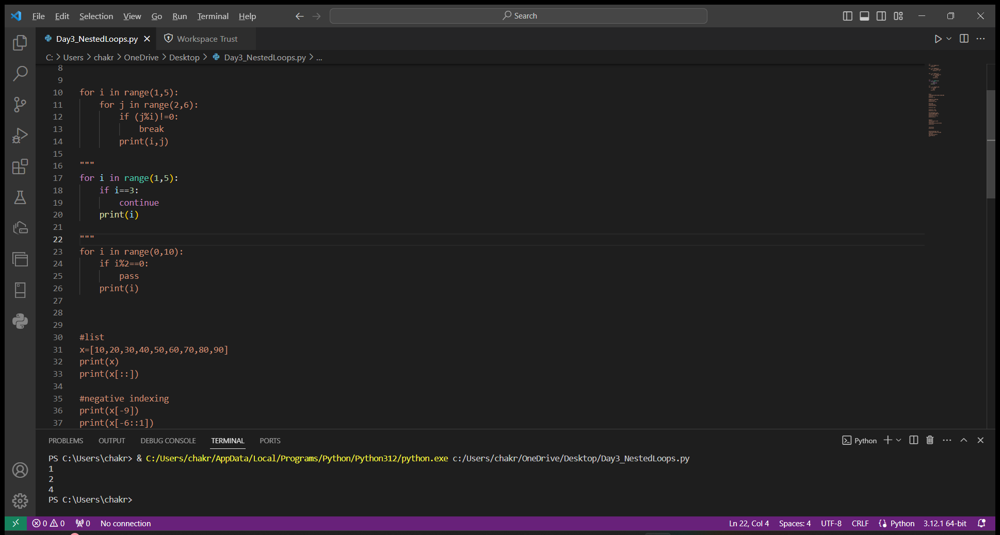 File Edit Selection View Go Run Terminal Help Search
Day3_NestedLoops.py Workspace Trust
C: > Users > chakr > OneDrive > Desktop > Day3_NestedLoops.py > ...
8
9
10 for i in range(1,5):
11     for j in range(2,6):
12         if (j%i)!=0:
13             break
14         print(i,j)
15
16 """
17 for i in range(1,5):
18     if i==3:
19         continue
20     print(i)
21
22 """
23 for i in range(0,10):
24     if i%2==0:
25         pass
26     print(i)
27
28
29
30 #list
31 x=[10,20,30,40,50,60,70,80,90]
32 print(x)
33 print(x[::])
34
35 #negative indexing
36 print(x[-9])
37 print(x[-6::1])
PROBLEMS OUTPUT DEBUG CONSOLE TERMINAL PORTS Python
PS C:\Users\chakr> & C:/Users/chakr/AppData/Local/Programs/Python/Python312/python.exe c:/Users/chakr/OneDrive/Desktop/Day3_NestedLoops.py
1
2
4
PS C:\Users\chakr>
0 0 0 No connection Ln 22, Col 4 Spaces: 4 UTF-8 CRLF Python 3.12.1 64-bit